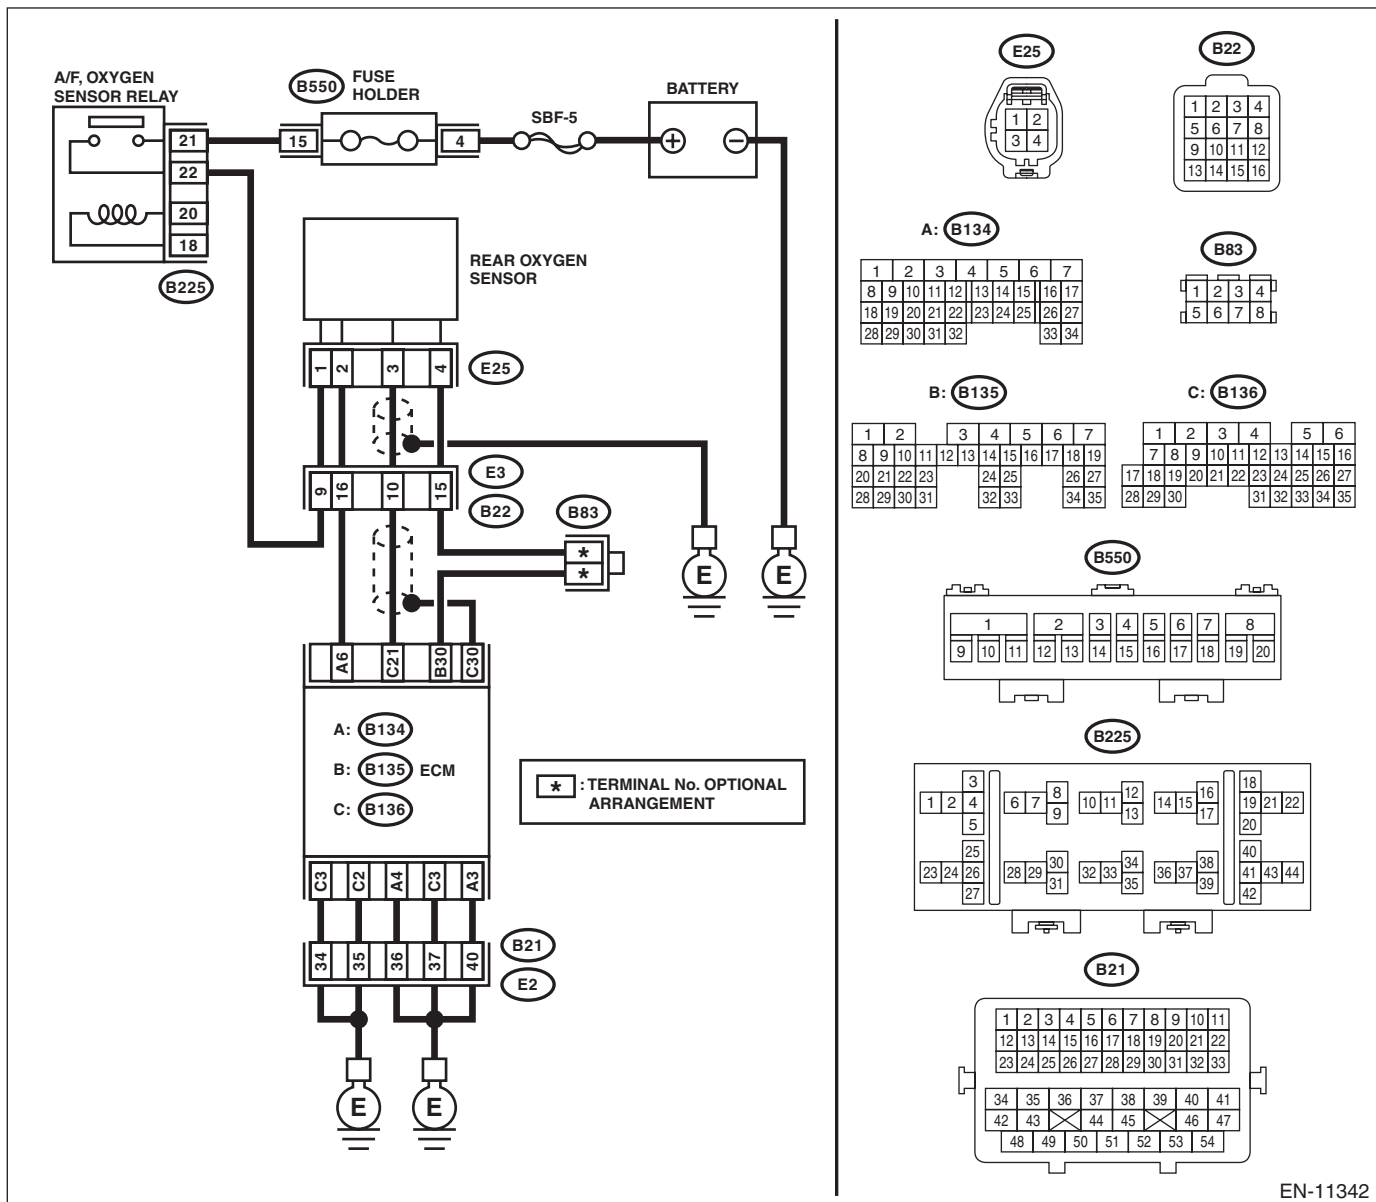 A/F, OXYGEN
SENSOR RELAY
B550
FUSE
HOLDER
SBF-5
BATTERY
21
15
4
+
−
22
20
18
B225
REAR OXYGEN
SENSOR
1 2 3 4
E25
E3
9 16 10 15
B22
B83
*
*
E E
A6 C21 B30 C30
A: B134
B: B135 ECM
C: B136
* : TERMINAL No. OPTIONAL
ARRANGEMENT
C3 C2 A4 C3 A3
B21
34 35 36 37 40
E2
E E
E25
1 2
3 4
B22
1 2 3 4
5 6 7 8
9 10 11 12
13 14 15 16
A: B134
1 2 3 4 5 6 7
8 9 10 11 12 13 14 15 16 17
18 19 20 21 22 23 24 25 26 27
28 29 30 31 32 33 34
B83
1 2 3 4
5 6 7 8
B: B135
1 2 3 4 5 6 7
8 9 10 11 12 13 14 15 16 17 18 19
20 21 22 23 24 25 26 27
28 29 30 31 32 33 34 35
C: B136
1 2 3 4 5 6
7 8 9 10 11 12 13 14 15 16
17 18 19 20 21 22 23 24 25 26 27
28 29 30 31 32 33 34 35
B550
1 2 3 4 5 6 7 8
9 10 11 12 13 14 15 16 17 18 19 20
B225
3 8 12 16 18
1 2 4 6 7 10 11 14 15 19 21 22
5 9 13 17 20
25 30 34 38 40
23 24 26 28 29 32 33 36 37 41 43 44
27 31 35 39 42
B21
1 2 3 4 5 6 7 8 9 10 11
12 13 14 15 16 17 18 19 20 21 22
23 24 25 26 27 28 29 30 31 32 33
34 35 36 37 38 39 40 41
42 43 44 45 46 47
48 49 50 51 52 53 54
EN-11342